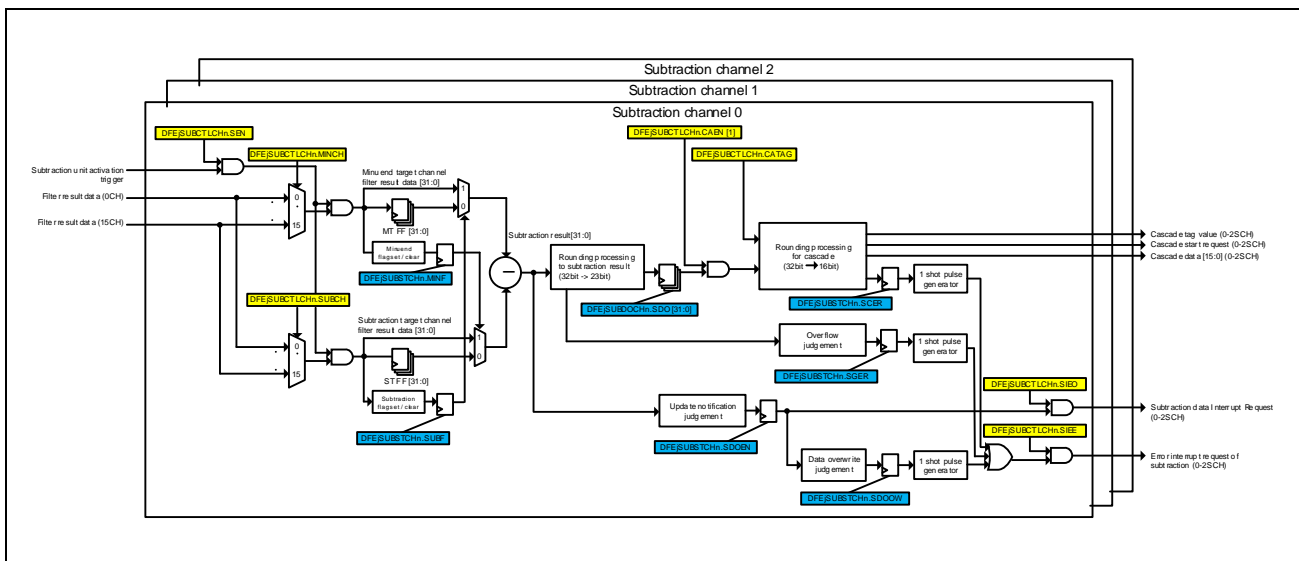 Subtraction channel 2
Subtraction channel 1
Subtraction channel 0
DFEjSUBCTLCHn.SEN
DFEjSUBCTLCHn.CAEN [1]
DFEjSUBCTLCHn.MINCH
DFEjSUBCTLCHn.CATAG
Subtraction unit activation
trigger
Filter result data (0CH)
Filter result data (15CH)
0
15
Minuend target channel
filter result data [31:0]
1
0
MTFF [31:0]
Minuend
flag set / clear
DFEjSUBSTCHn.MINF
Subtraction result[31:0]
Rounding processing
to subtraction result
(32bit -> 23bit)
DFEjSUBDOCHn.SDO [31:0]
Rounding processing
for cascade
(32bit → 16bit)
Cascade tag value (0-2SCH)
Cascade start request (0-2SCH)
Cascade data [15:0] (0-2SCH)
DFEjSUBSTCHn.SCER
1 shot pulse
generator
DFEjSUBCTLCHn.SUBCH
0
15
Subtraction target channel
filter result data [31:0]
1
0
STFF [31:0]
Subtraction
flag set / clear
DFEjSUBSTCHn.SUBF
Overflow
judgement
1 shot pulse
generator
DFEjSUBSTCHn.SGER
DFEjSUBCTLCHn.SIEO
Update notification
judgement
DFEjSUBSTCHn.SDOEN
Subtraction data Interrupt Request
(0-2SCH)
DFEjSUBCTLCHn.SIEE
Data overwrite
judgement
1 shot pulse
generator
DFEjSUBSTCHn.SDOOW
Error interrupt request of
subtraction (0-2SCH)